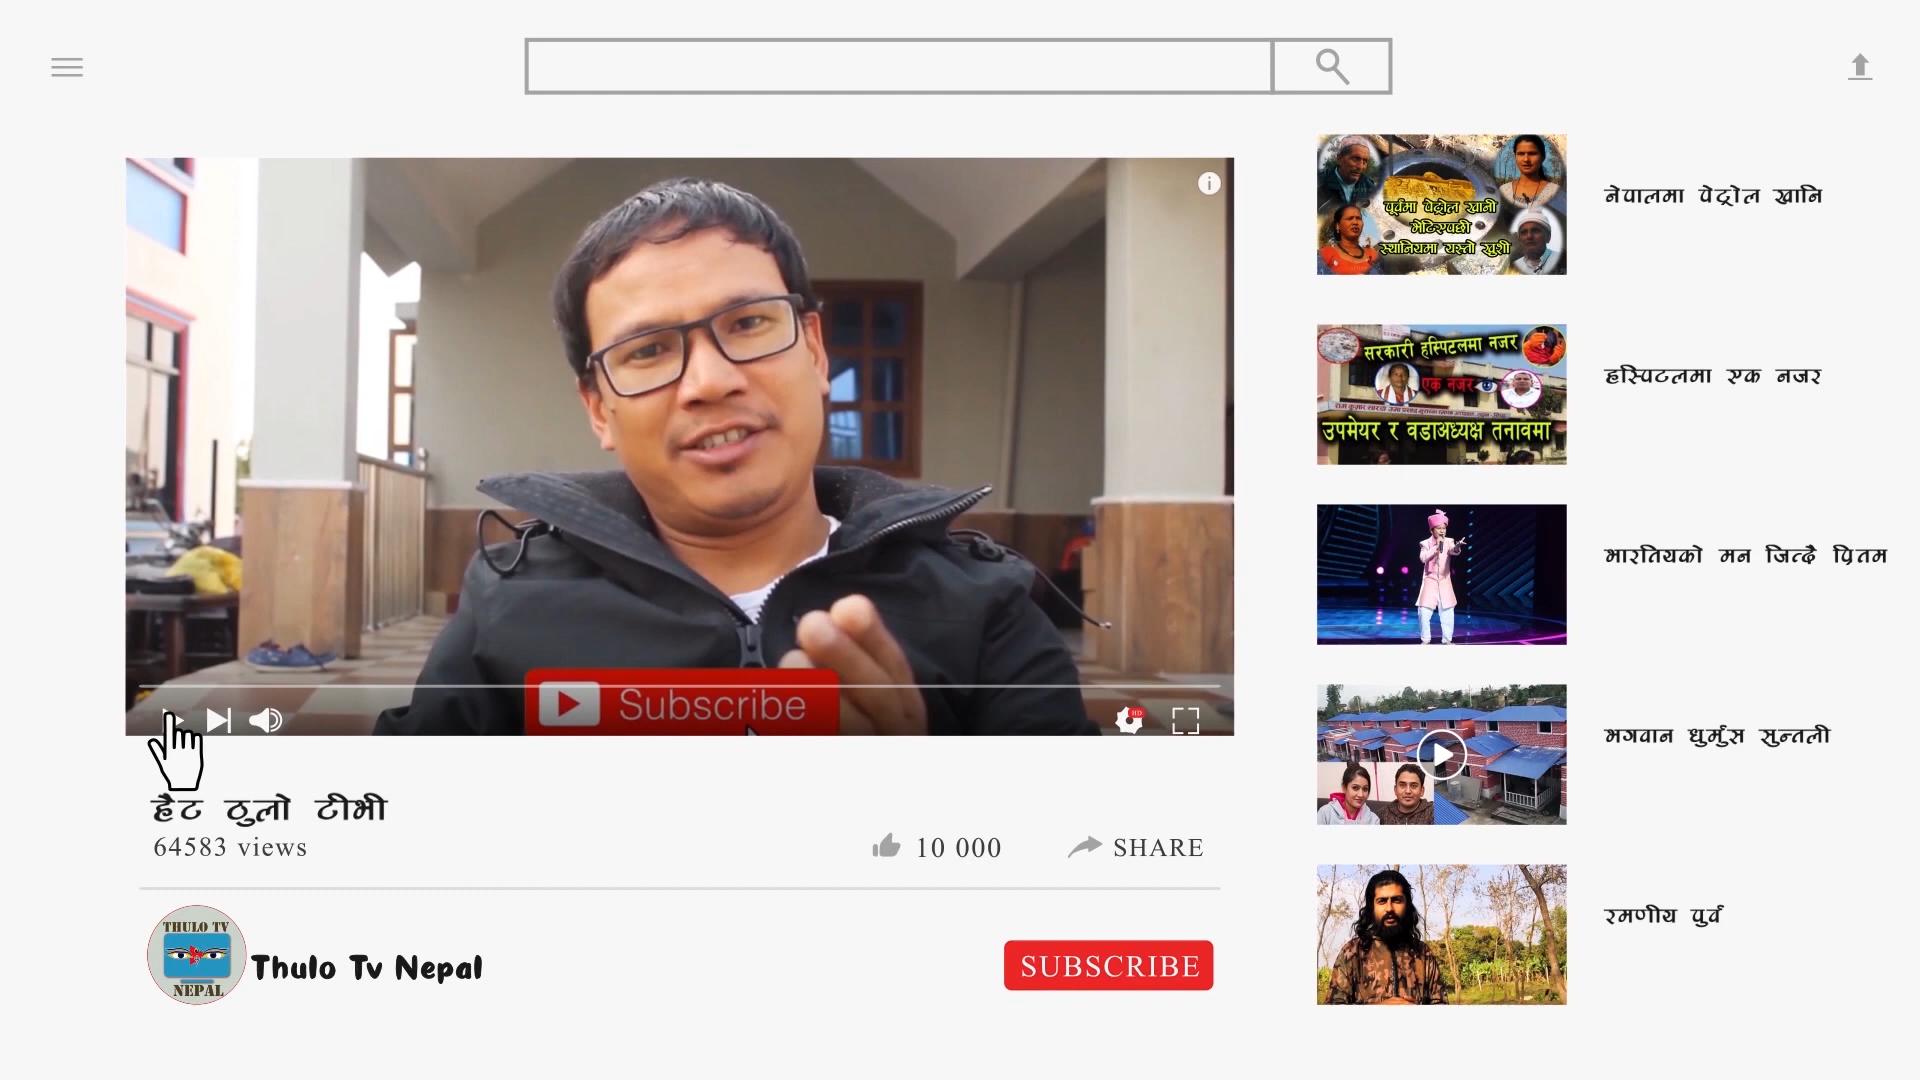 Subscribe
HD
हैट ठुलो टीभी
64583 views
10 000
SHARE
THULO TV
NEPAL
Thulo Tv Nepal
SUBSCRIBE
पूर्वमा पेट्रोल खानी
भेटिएपछी
स्थानियमा यस्तो खुशी
नेपालमा पेट्रोल खानि
सरकारी हस्पिटलमा नजर
एक नजर
उपमेयर र वडाअध्यक्ष तनावमा
हस्पिटलमा एक नजर
भारतियको मन जित्दै प्रितम
भगवान धुर्मुस सुन्तली
रमणीय पुर्व